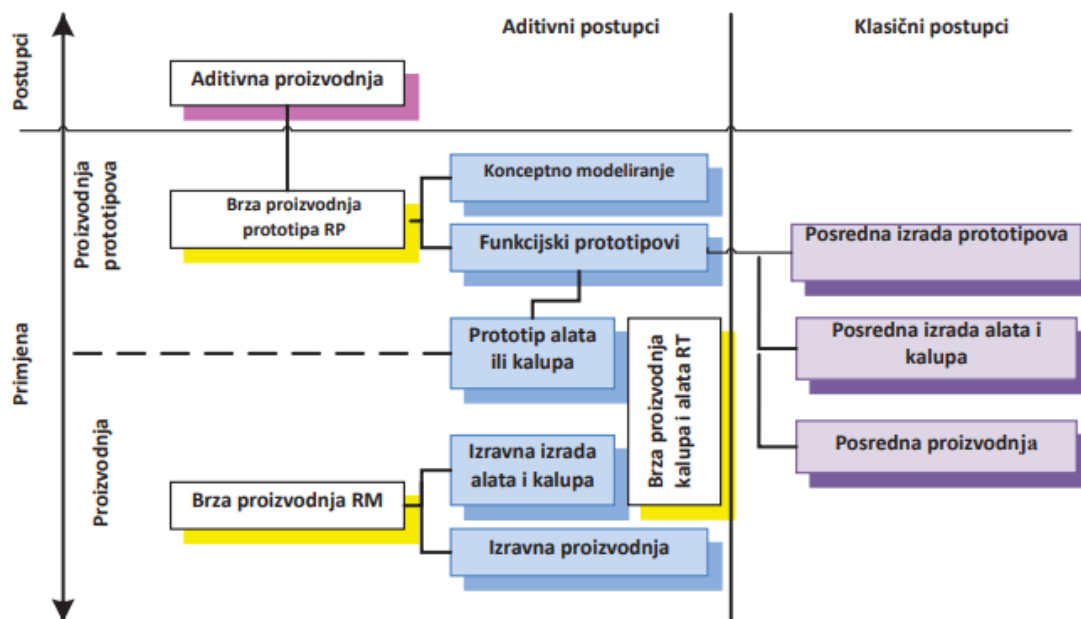 Aditivni postupci
Klasični postupci
Postupci
Aditivna proizvodnja
Proizvodnja
prototipova
Konceptno modeliranje
Brza proizvodnja
prototipa RP
Funkcijski prototipovi
Posredna izrada prototipova
Primjena
Prototip alata
ili kalupa
Brza proizvodnja
kalupa i alata RT
Posredna izrada alata i
kalupa
Proizvodnja
Izravna izrada
alata i kalupa
Posredna proizvodnja
Brza proizvodnja RM
Izravna proizvodnja